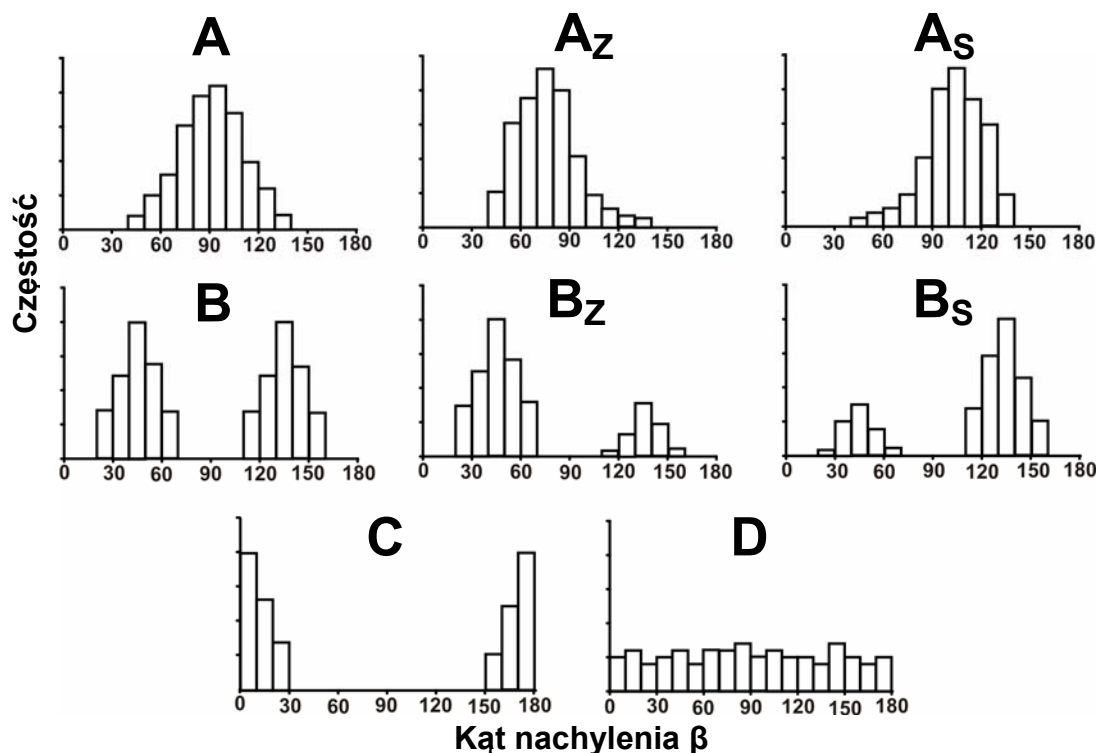 A A_Z A_S
0 30 60 90 120 180 0 30 60 90 120 180 0 30 60 90 120 180
Częstość
B B_Z B_S
0 30 60 90 120 150 180 0 30 60 90 120 150 180 0 30 60 90 120 150 180
C D
0 30 60 90 120 150 180 0 30 60 90 120 150 180
Kąt nachylenia β